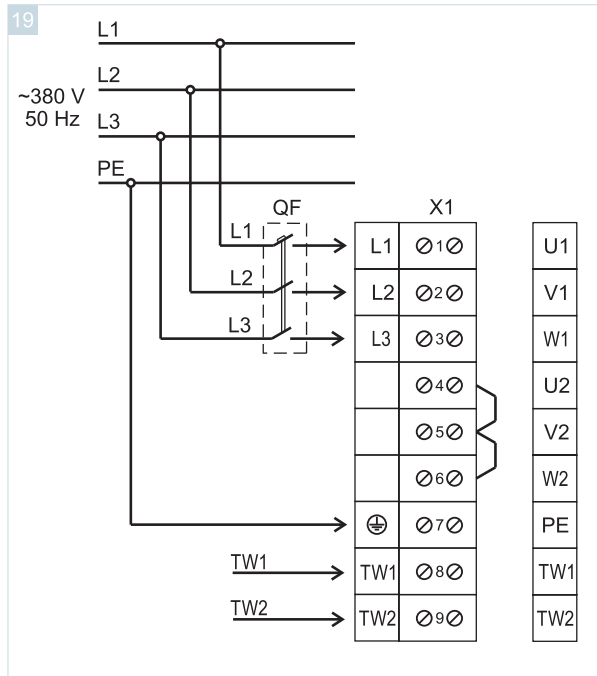 19
L1
L2
~380 V
50 Hz
L3
PE
QF
X1
L1
L1 1 U1
L2
L2 2 V1
L3
L3 3 W1
4 U2
5 V2
6 W2
7 PE
TW1
TW1 8 TW1
TW2
TW2 9 TW2